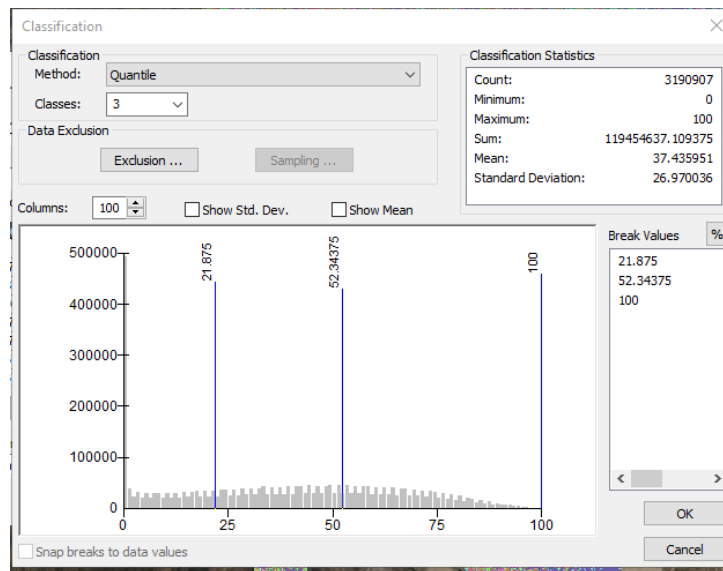 Classification
Classification
Method: Quantile
Classes: 3
Data Exclusion
Exclusion ...
Sampling ...
Classification Statistics
Count: 3190907
Minimum: 0
Maximum: 100
Sum: 119454637.109375
Mean: 37.435951
Standard Deviation: 26.970036
Columns: 100
Show Std. Dev.
Show Mean
Break Values %
21.875
52.34375
100
500000
400000
300000
200000
100000
0
21.875
52.34375
100
0 25 50 75 100
Snap breaks to data values
OK
Cancel